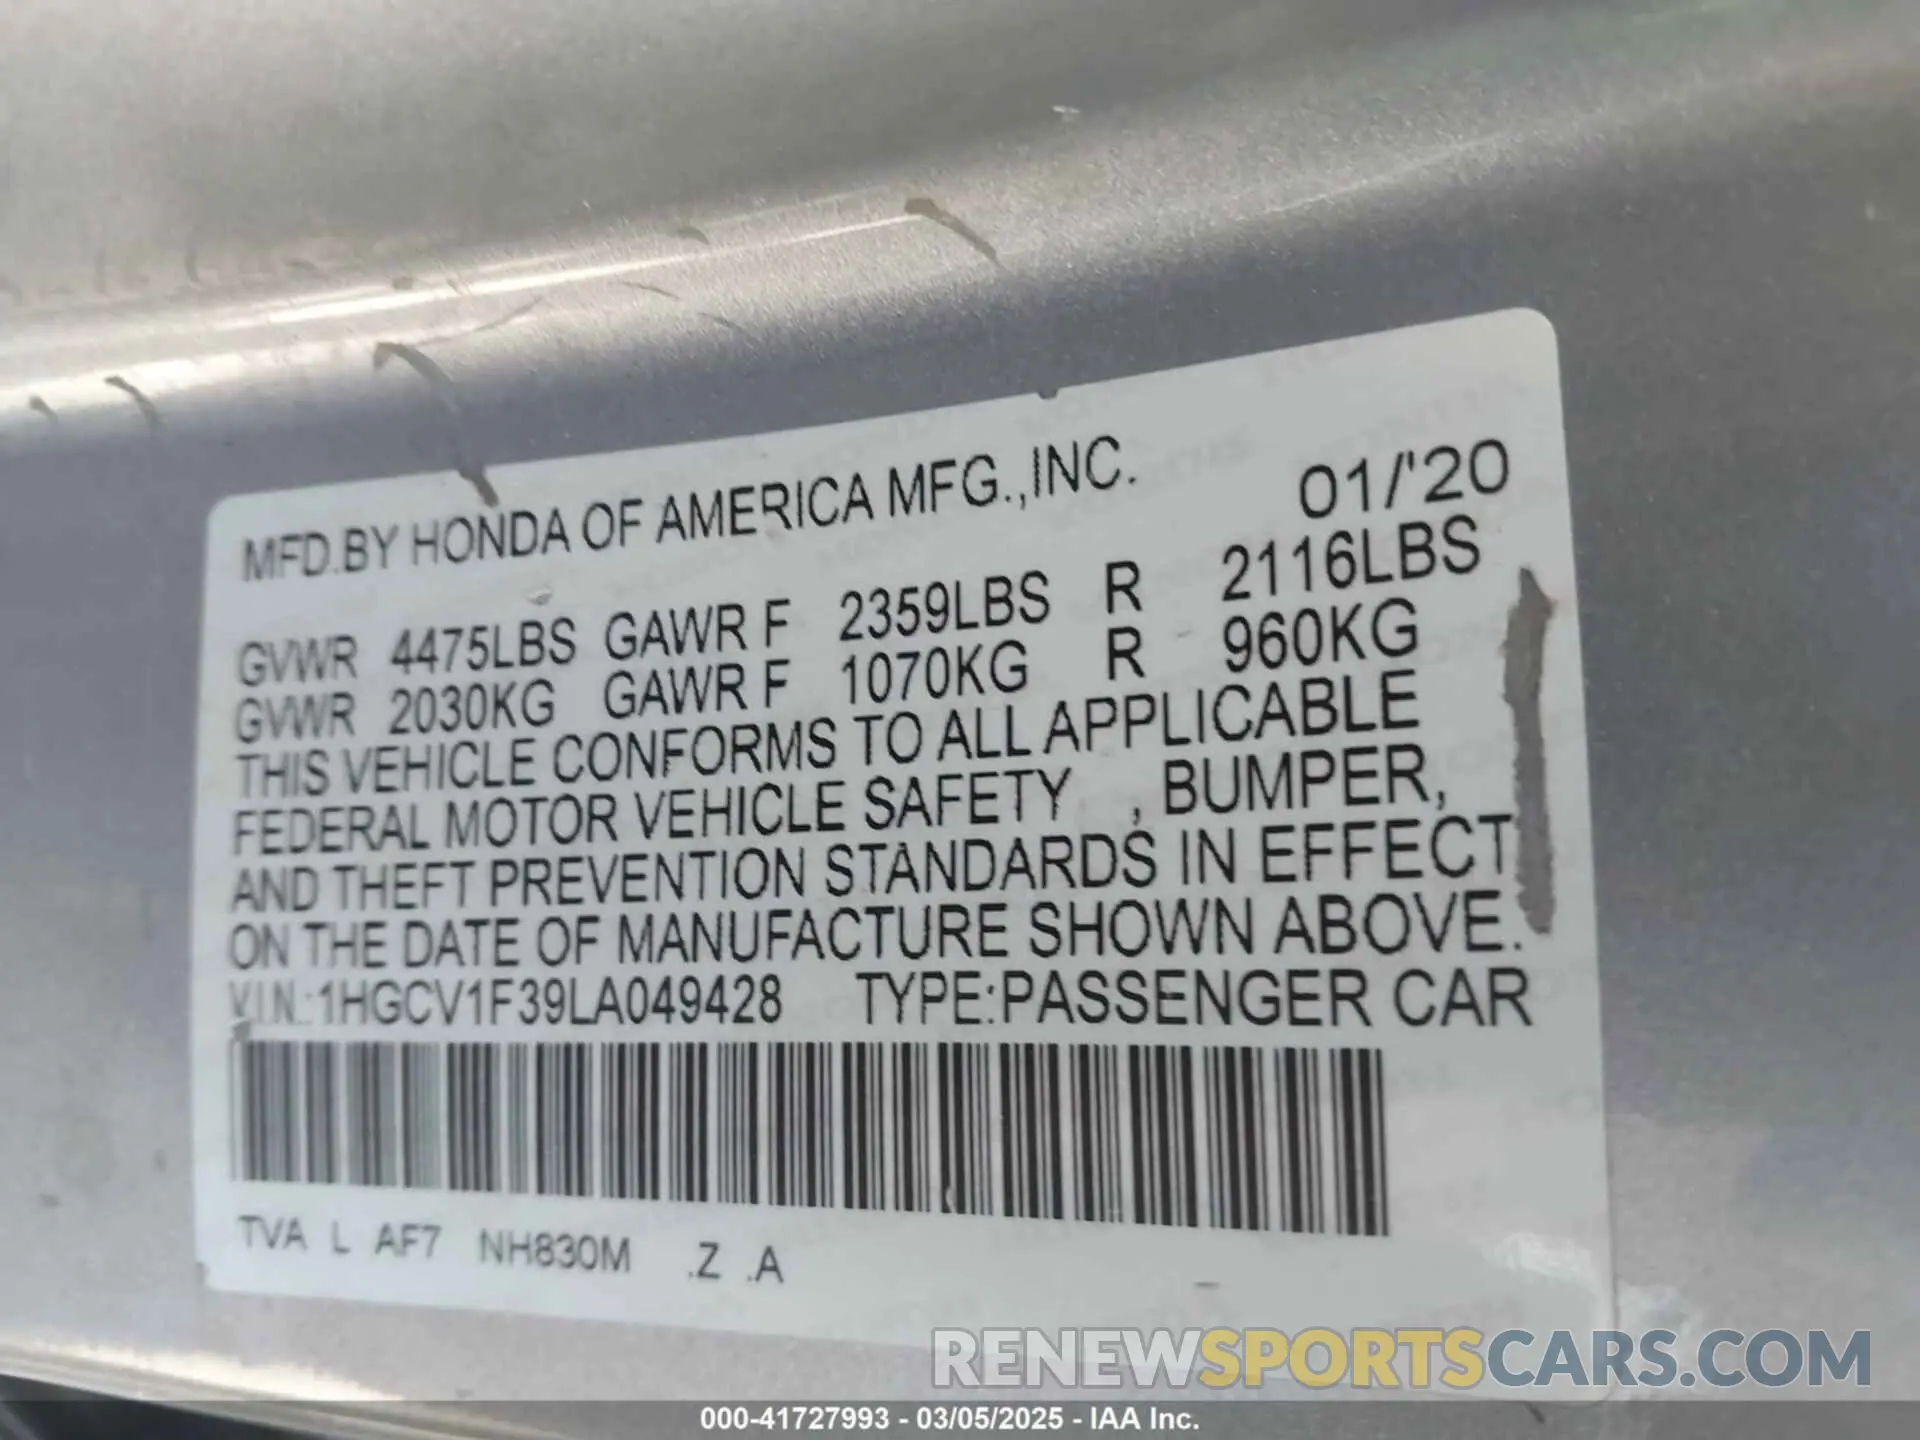 MFD.BY HONDA OF AMERICA MFG.,INC. 01/'20
GVWR 4475LBS GAWR F 2359LBS R 2116LBS
GVWR 2030KG GAWR F 1070KG R 960KG
THIS VEHICLE CONFORMS TO ALL APPLICABLE
FEDERAL MOTOR VEHICLE SAFETY , BUMPER,
AND THEFT PREVENTION STANDARDS IN EFFECT
ON THE DATE OF MANUFACTURE SHOWN ABOVE.
V.I.N.:1HGCV1F39LA049428 TYPE:PASSENGER CAR
TVA L AF7 NH830M .Z .A
RENEWSPORTSCARS.COM
000-41727993 - 03/05/2025 - IAA Inc.